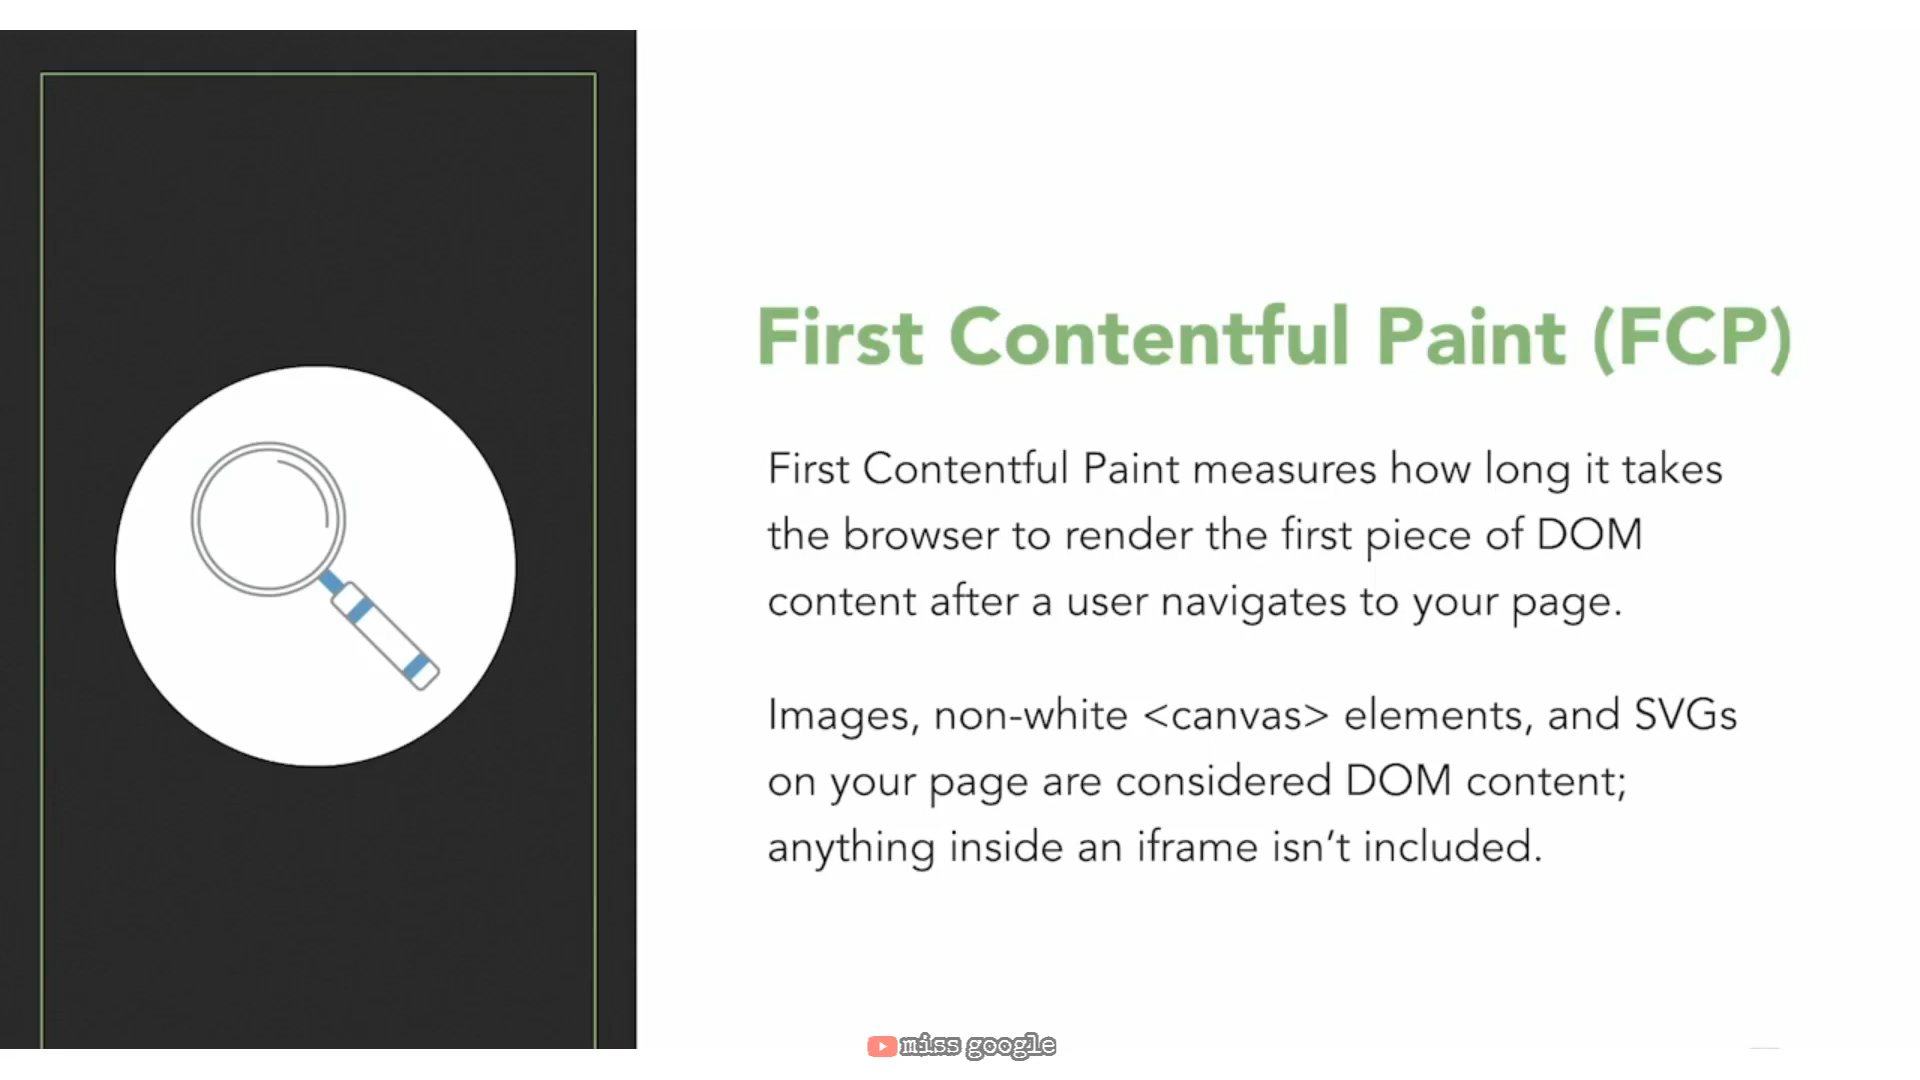 First Contentful Paint (FCP)
First Contentful Paint measures how long it takes
the browser to render the first piece of DOM
content after a user navigates to your page.
Images, non-white <canvas> elements, and SVGs
on your page are considered DOM content;
anything inside an iframe isn’t included.
miss google